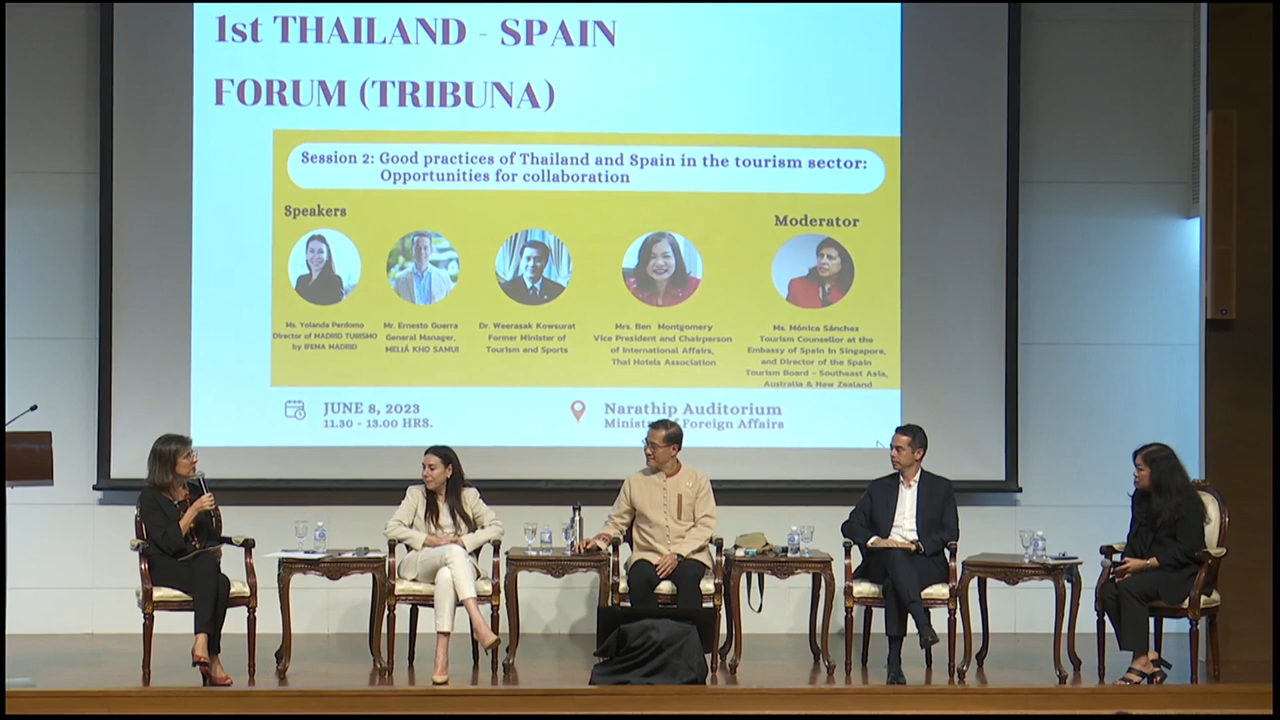 1st THAILAND - SPAIN
FORUM (TRIBUNA)
Session 2: Good practices of Thailand and Spain in the tourism sector:
Opportunities for collaboration
Speakers
Moderator
Ms. Yolanda Perdomo
Director of MADRID TURISMO
by IFEMA MADRID
Mr. Ernesto Guerra
General Manager,
MELIÁ KHO SAMUI
Dr. Weerasak Kowsurat
Former Minister of
Tourism and Sports
Mrs. Ben Montgomery
Vice President and Chairperson
of International Affairs,
Thai Hotels Association
Ms. Mónica Sánchez
Tourism Counsellor at the
Embassy of Spain in Singapore,
and Director of the Spain
Tourism Board - Southeast Asia,
Australia & New Zealand
JUNE 8, 2023
11.30 - 13.00 HRS.
Narathip Auditorium
Ministry of Foreign Affairs